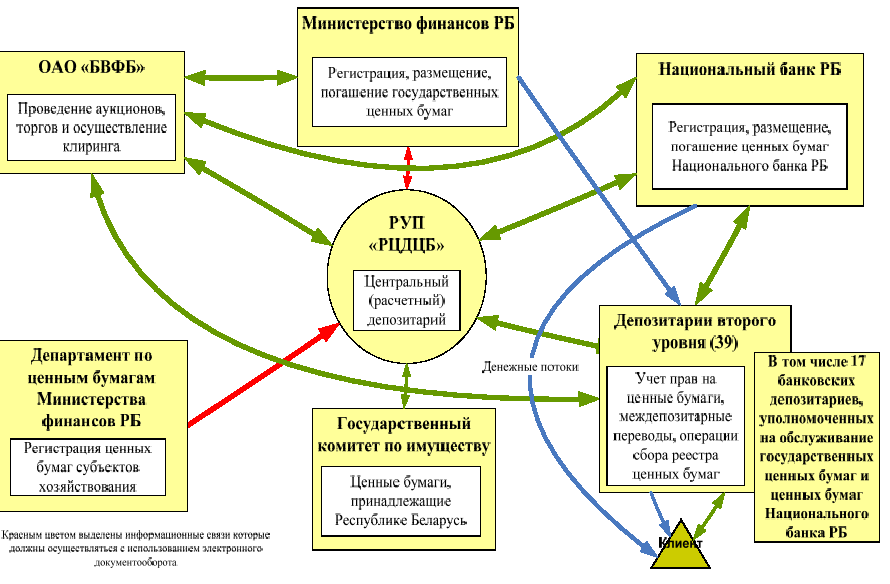 Министерство финансов РБ
Регистрация, размещение,
погашение государственных
ценных бумаг
ОАО «БВФБ»
Проведение аукционов,
торгов и осуществление
клиринга
Национальный банк РБ
Регистрация, размещение,
погашение ценных бумаг
Национального банка РБ
РУП
«РЦДЦБ»
Центральный
(расчетный)
депозитарий
Департамент по
ценным бумагам
Министерства
финансов РБ
Регистрация ценных
бумаг субъектов
хозяйствования
Денежные потоки
Депозитарии второго
уровня (39)
Учет прав на
ценные бумаги,
междепозитарные
переводы, операции
сбора реестра
ценных бумаг
В том числе 17
банковских
депозитариев,
уполномоченных
на обслуживание
государственных
ценных бумаг и
ценных бумаг
Национального
банка РБ
Государственный
комитет по имуществу
Ценные бумаги,
принадлежащие
Республике Беларусь
Клиент
Красным цветом выделены информационные связи которые
должны осуществляться с использованием электронного
документооборота